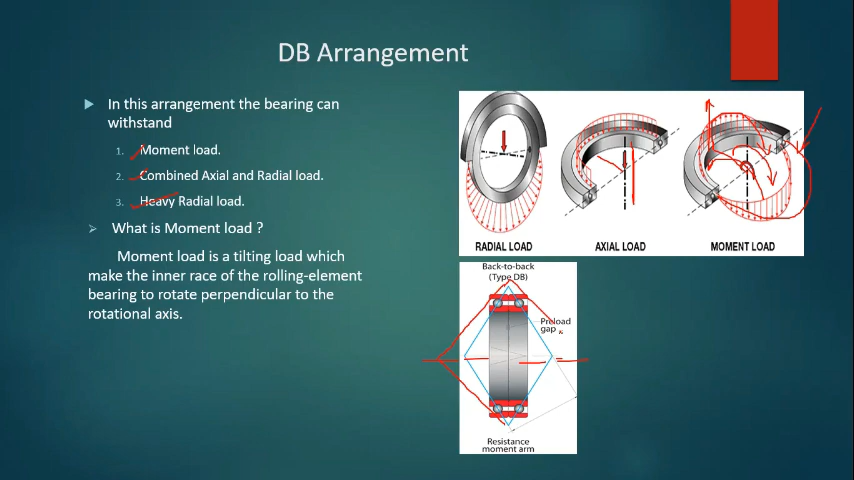 DB Arrangement
In this arrangement the bearing can
withstand
1. Moment load.
2. Combined Axial and Radial load.
3. Heavy Radial load.
What is Moment load ?
Moment load is a tilting load which
make the inner race of the rolling-element
bearing to rotate perpendicular to the
rotational axis.
RADIAL LOAD
AXIAL LOAD
MOMENT LOAD
Back-to-back
(Type DB)
Preload
gap
Resistance
moment arm